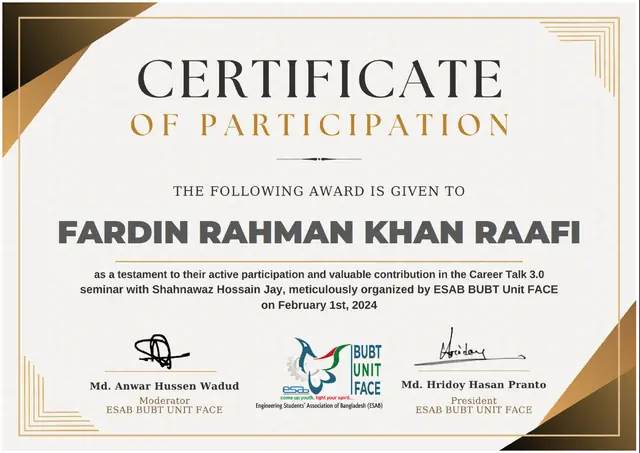 CERTIFICATE
OF PARTICIPATION
THE FOLLOWING AWARD IS GIVEN TO
FARDIN RAHMAN KHAN RAAFI
as a testament to their active participation and valuable contribution in the Career Talk 3.0
seminar with Shahnawaz Hossain Jay, meticulously organized by ESAB BUBT Unit FACE
on February 1st, 2024
Md. Anwar Hussen Wadud
Moderator
ESAB BUBT UNIT FACE
BUBT
UNIT
FACE
esab
come up youth, light your spirit...
Engineering Students' Association of Bangladesh (ESAB)
Hridoy
Md. Hridoy Hasan Pranto
President
ESAB BUBT UNIT FACE